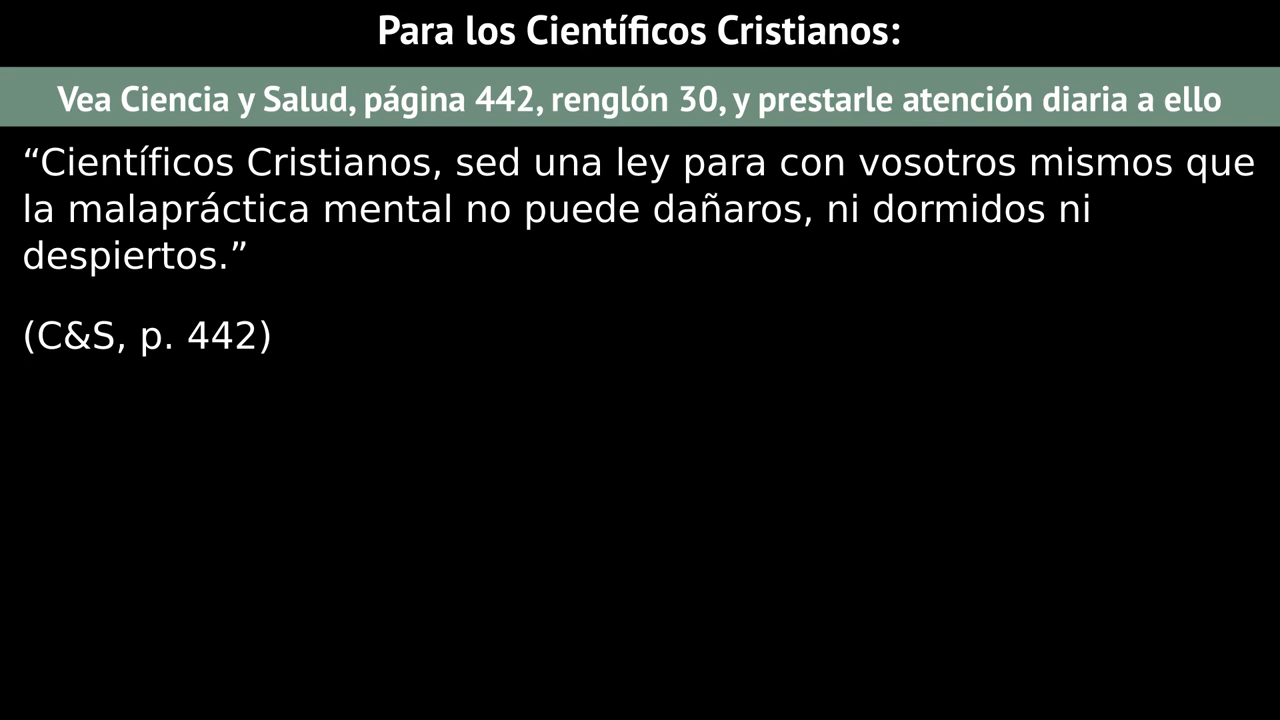 Para los Científicos Cristianos:
Vea Ciencia y Salud, página 442, renglón 30, y prestarle atención diaria a ello
“Científicos Cristianos, sed una ley para con vosotros mismos que
la malapráctica mental no puede dañaros, ni dormidos ni
despiertos.”
(C&S, p. 442)